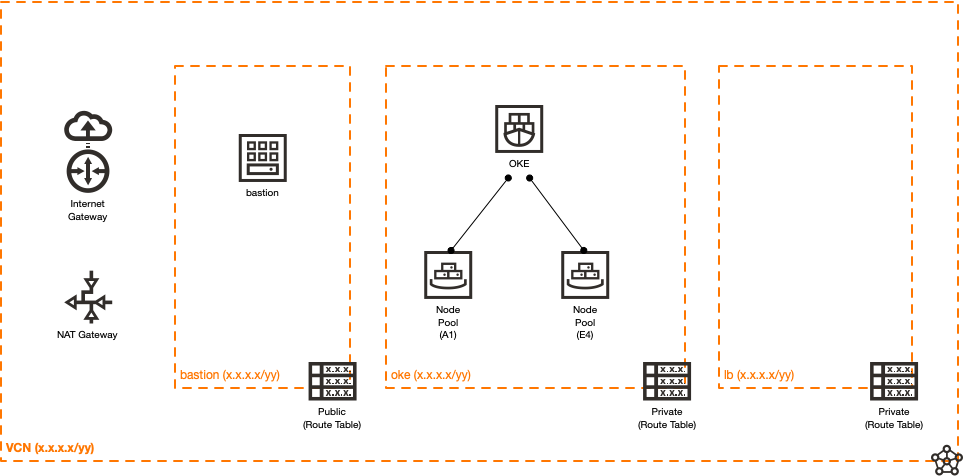 Internet
Gateway
NAT Gateway
bastion
OKE
Node
Pool
(A1)
Node
Pool
(E4)
bastion (x.x.x.x/yy)
x.x.x.
x.x.x.
x.x.x.
Public
(Route Table)
oke (x.x.x.x/yy)
x.x.x.
x.x.x.
x.x.x.
Private
(Route Table)
lb (x.x.x.x/yy)
x.x.x.
x.x.x.
x.x.x.
Private
(Route Table)
VCN (x.x.x.x/yy)